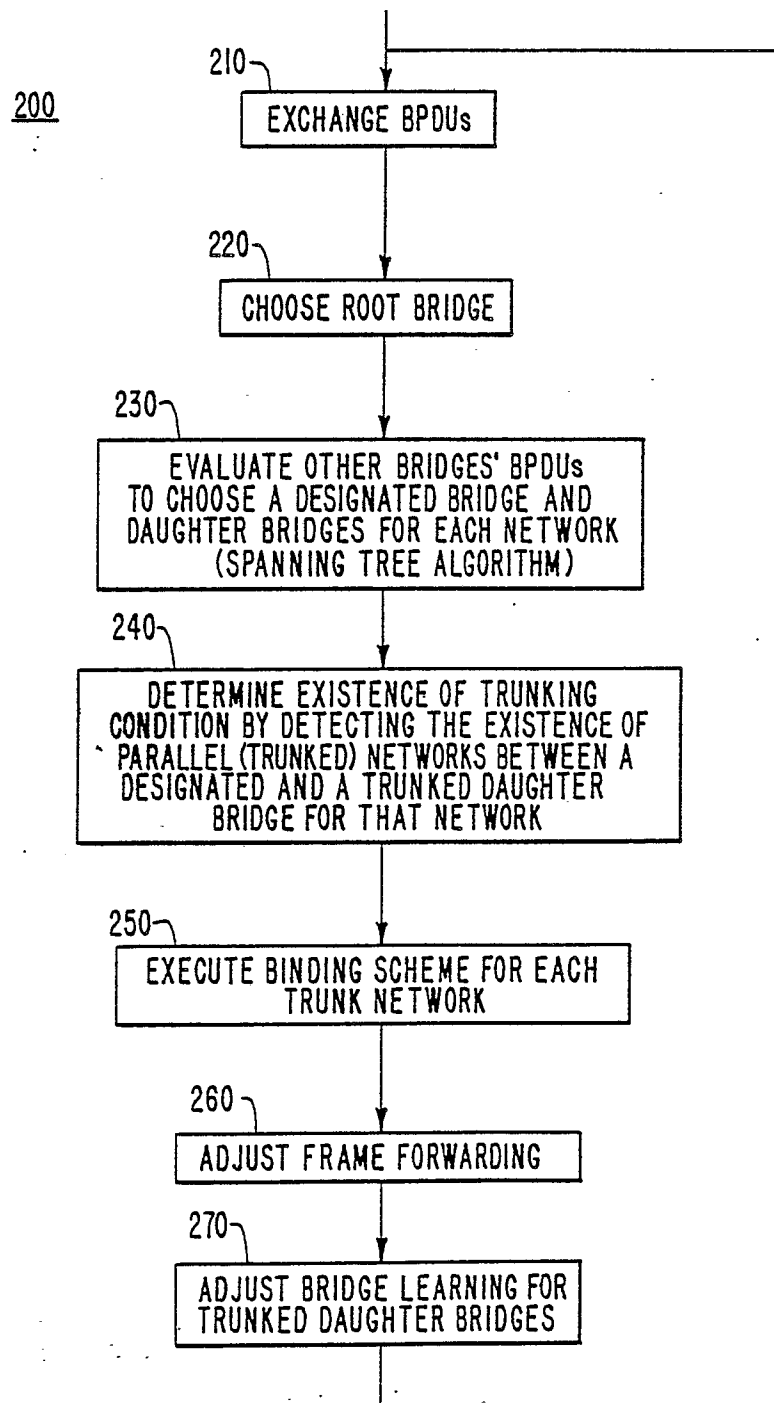 200
210
EXCHANGE BPDUs
220
CHOOSE ROOT BRIDGE
230
EVALUATE OTHER BRIDGES' BPDUs
TO CHOOSE A DESIGNATED BRIDGE AND
DAUGHTER BRIDGES FOR EACH NETWORK
(SPANNING TREE ALGORITHM)
240
DETERMINE EXISTENCE OF TRUNKING
CONDITION BY DETECTING THE EXISTENCE OF
PARALLEL (TRUNKED) NETWORKS BETWEEN A
DESIGNATED AND A TRUNKED DAUGHTER
BRIDGE FOR THAT NETWORK
250
EXECUTE BINDING SCHEME FOR EACH
TRUNK NETWORK
260
ADJUST FRAME FORWARDING
270
ADJUST BRIDGE LEARNING FOR
TRUNKED DAUGHTER BRIDGES